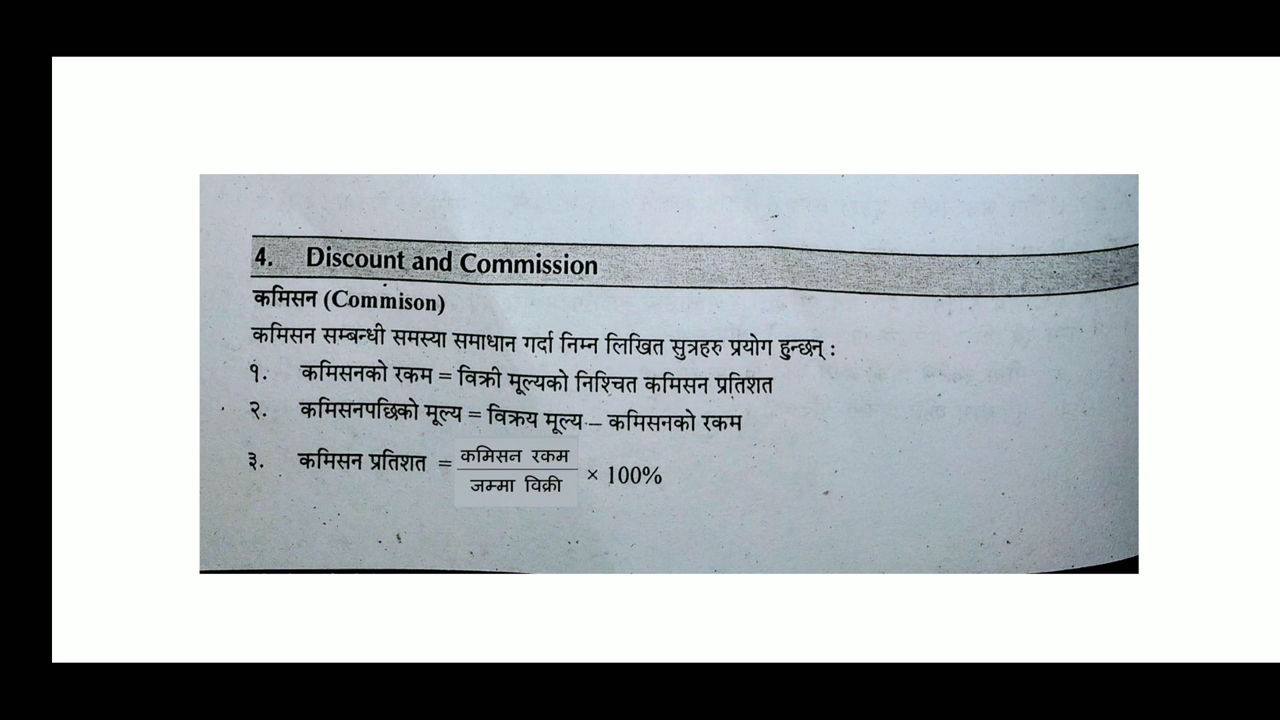 4. Discount and Commission
कमिसन (Commison)
कमिसन सम्बन्धी समस्या समाधान गर्दा निम्न लिखित सुत्रहरु प्रयोग हुन्छन् :
१. कमिसनको रकम = विक्री मूल्यको निश्चित कमिसन प्रतिशत
२. कमिसनपछिको मूल्य = विक्रय मूल्य – कमिसनको रकम
३. कमिसन प्रतिशत = कमिसन रकम / जम्मा विक्री × 100%